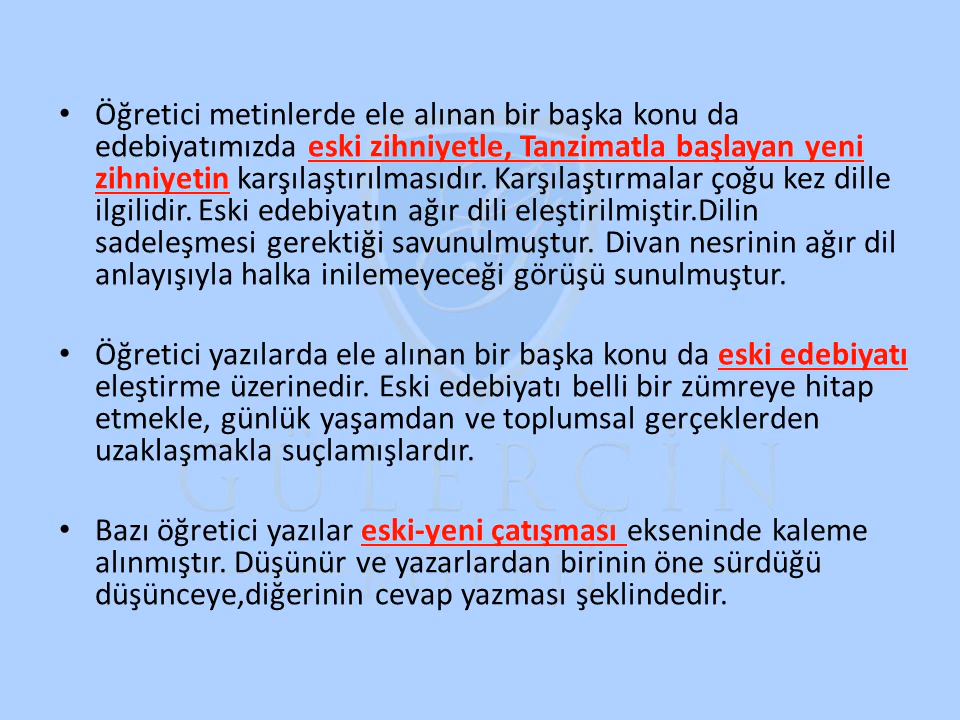 • Öğretici metinlerde ele alınan bir başka konu da
edebiyatımızda eski zihniyetle, Tanzimatla başlayan yeni
zihniyetin karşılaştırılmasıdır. Karşılaştırmalar çoğu kez dille
ilgilidir. Eski edebiyatın ağır dili eleştirilmiştir.Dilin
sadeleşmesi gerektiği savunulmuştur. Divan nesrinin ağır dil
anlayışıyla halka inilemeyeceği görüşü sunulmuştur.
• Öğretici yazılarda ele alınan bir başka konu da eski edebiyatı
eleştirme üzerinedir. Eski edebiyatı belli bir zümreye hitap
etmekle, günlük yaşamdan ve toplumsal gerçeklerden
uzaklaşmakla suçlamışlardır.
GÜLERÇİN
• Bazı öğretici yazılar eski-yeni çatışması ekseninde kaleme
alınmıştır. Düşünür ve yazarlardan birinin öne sürdüğü
düşünceye,diğerinin cevap yazması şeklindedir.